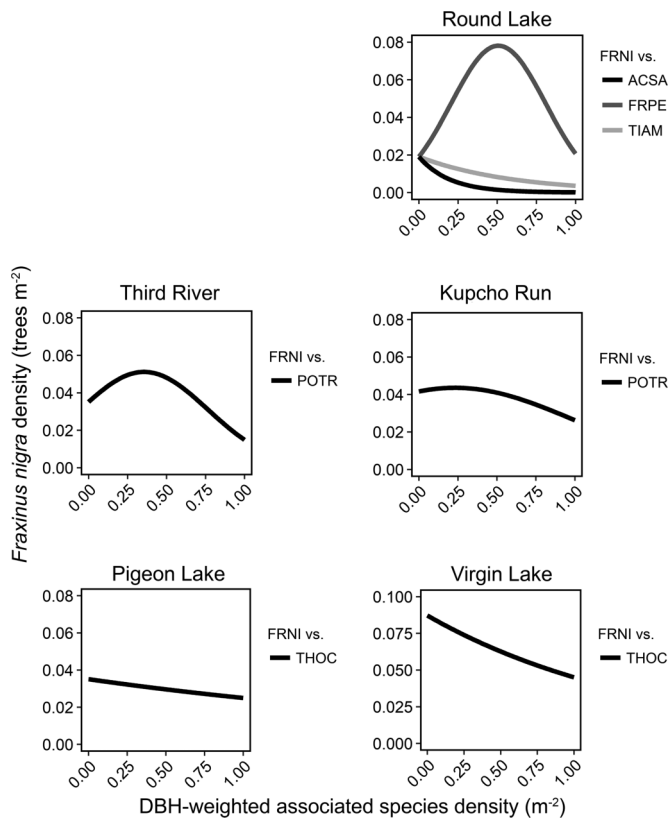 Round Lake
0.08
0.06
0.04
0.02
0.00
0.00 0.25 0.50 0.75 1.00
FRNI vs.
ACSA
FRPE
TIAM
Fraxinus nigra density (trees m-2)
Third River
0.08
0.06
0.04
0.02
0.00
0.00 0.25 0.50 0.75 1.00
FRNI vs.
POTR
Kupcho Run
0.08
0.06
0.04
0.02
0.00
0.00 0.25 0.50 0.75 1.00
FRNI vs.
POTR
Pigeon Lake
0.08
0.06
0.04
0.02
0.00
0.00 0.25 0.50 0.75 1.00
FRNI vs.
THOC
Virgin Lake
0.100
0.075
0.050
0.025
0.000
0.00 0.25 0.50 0.75 1.00
FRNI vs.
THOC
DBH-weighted associated species density (m-2)